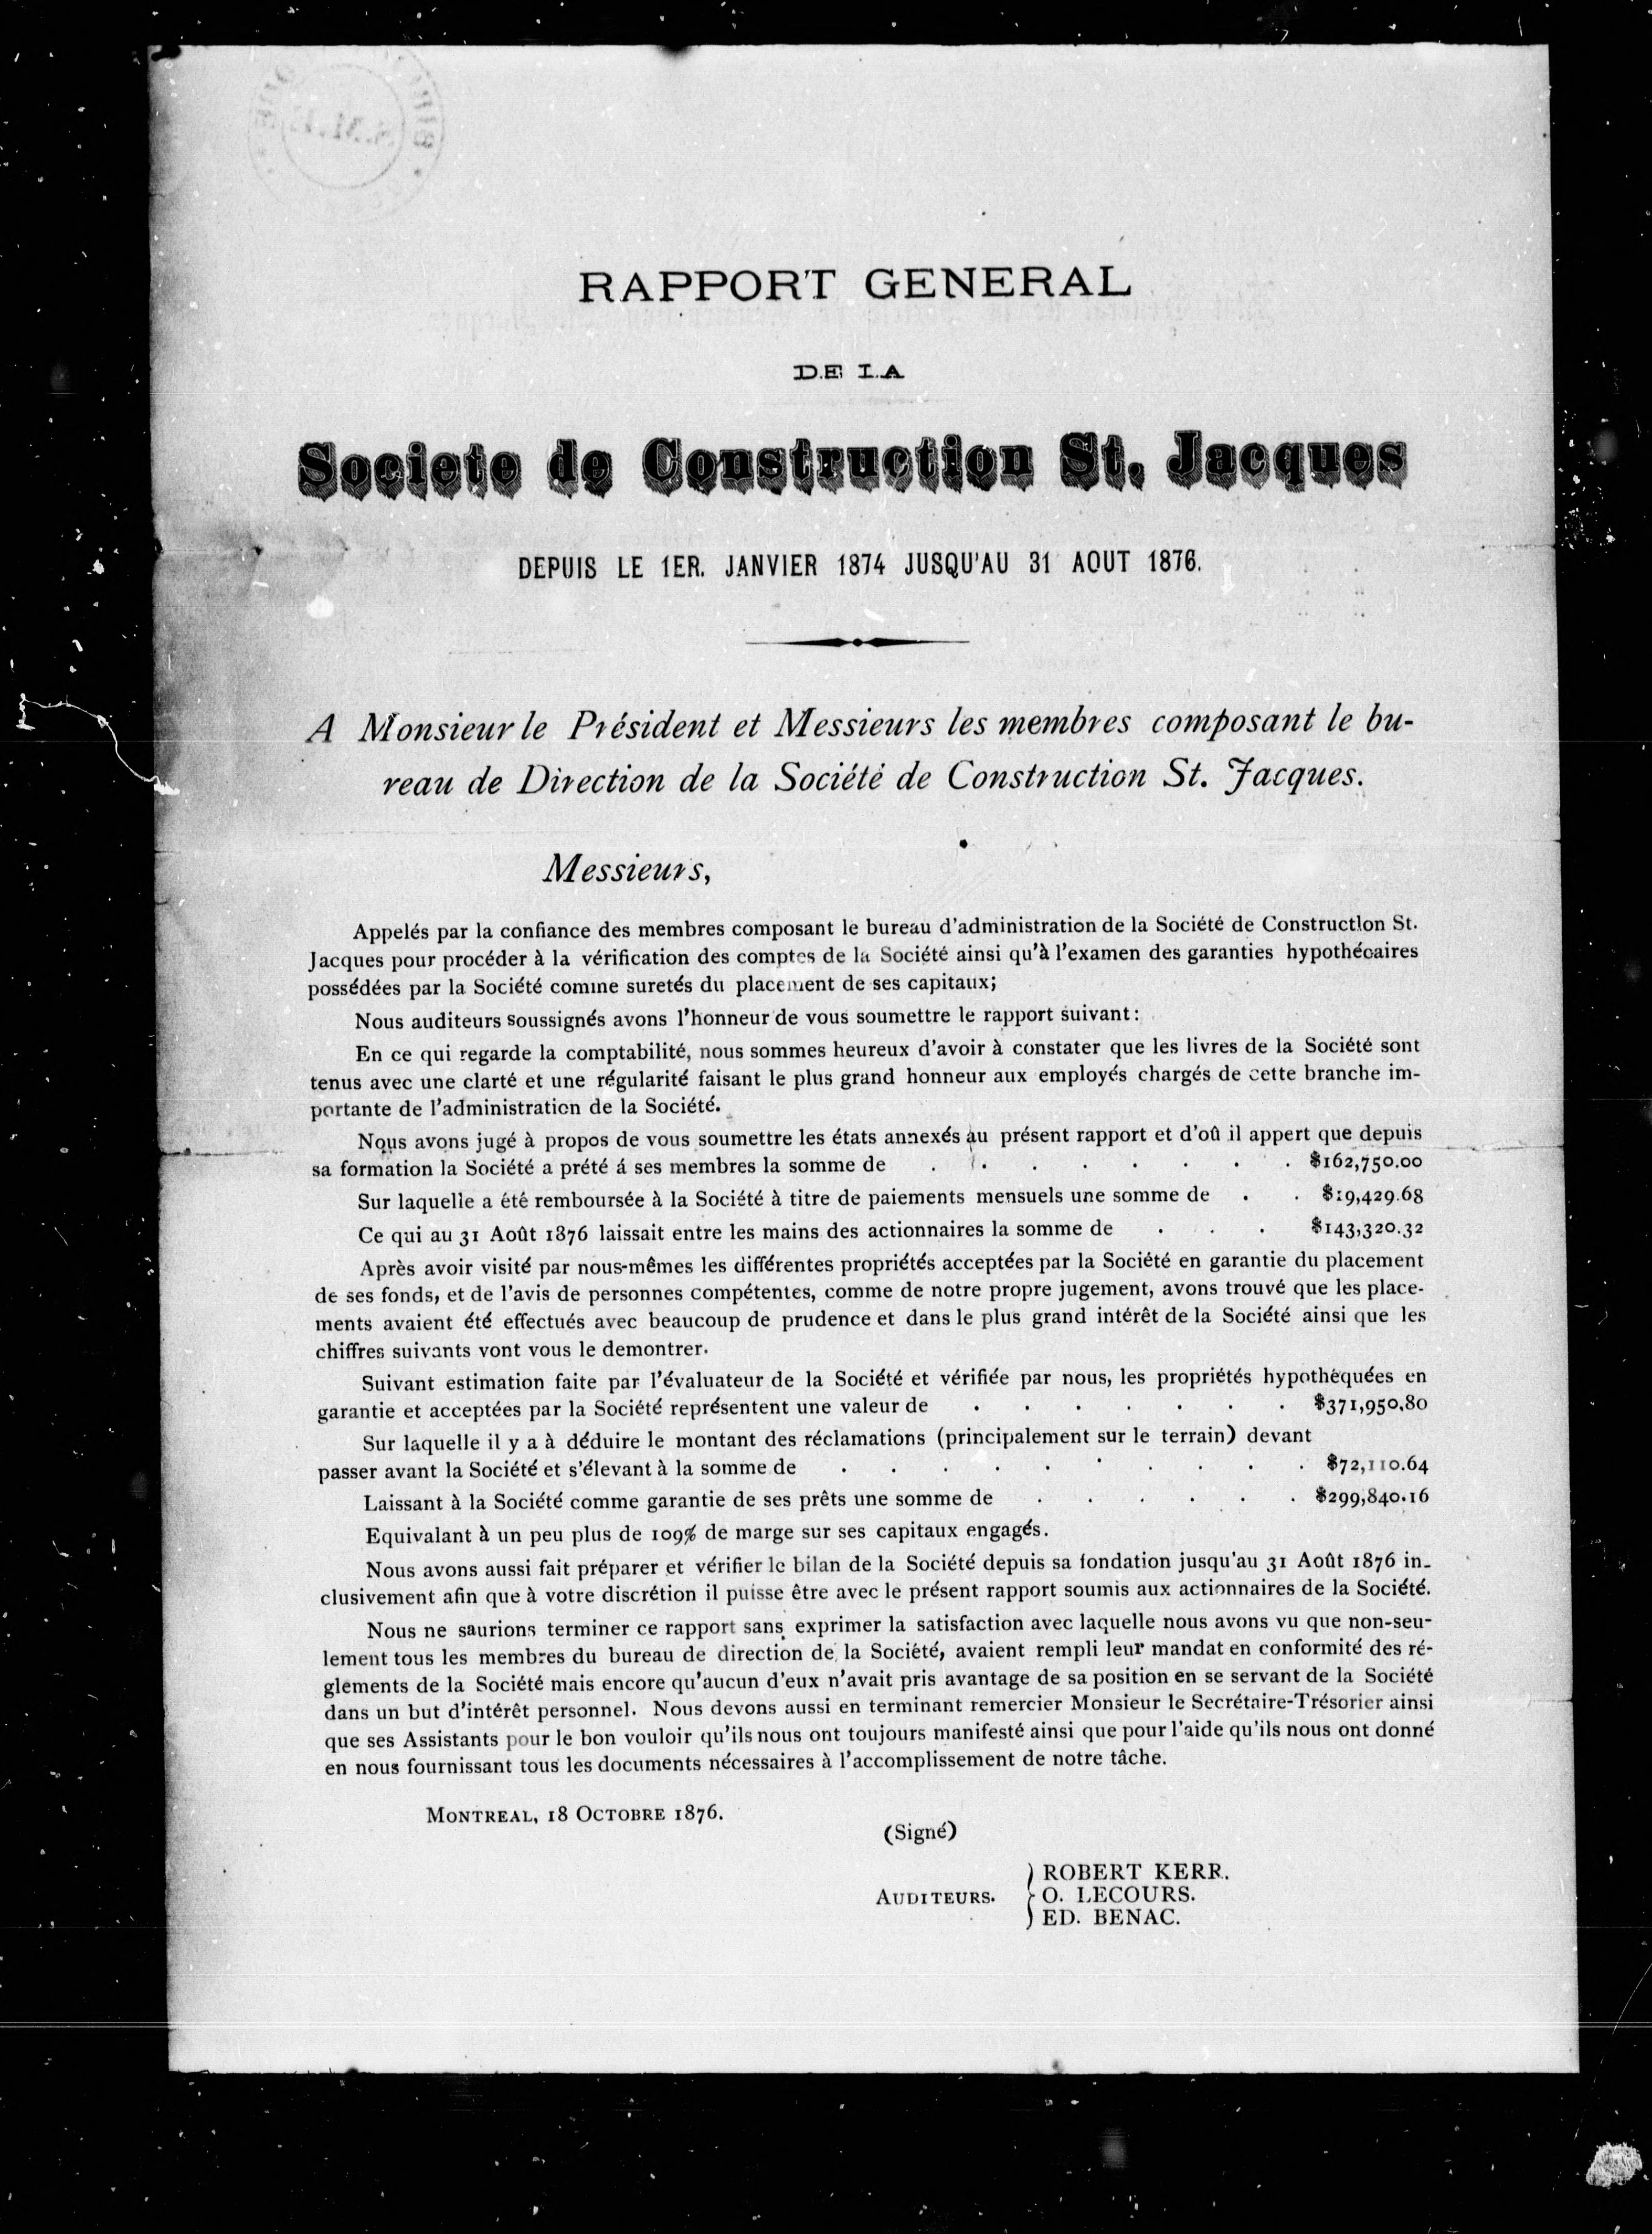 RAPPORT GENERAL
DE LA
Societe de Construction St. Jacques
DEPUIS LE 1ER. JANVIER 1874 JUSQU'AU 31 AOUT 1876.
A Monsieur le Président et Messieurs les membres composant le bu-
reau de Direction de la Société de Construction St. Jacques.
Messieurs,
Appelés par la confiance des membres composant le bureau d'administration de la Société de Constructlon St.
Jacques pour procéder à la vérification des comptes de la Société ainsi qu'à l'examen des garanties hypothécaires
possédées par la Société comme suretés du placement de ses capitaux;
Nous auditeurs soussignés avons l'honneur de vous soumettre le rapport suivant:
En ce qui regarde la comptabilité, nous sommes heureux d'avoir à constater que les livres de la Société sont
tenus avec une clarté et une régularité faisant le plus grand honneur aux employés chargés de cette branche im-
portante de l'administration de la Société.
Nous avons jugé à propos de vous soumettre les états annexés au présent rapport et d'oû il appert que depuis
sa formation la Société a prété á ses membres la somme de . . . . . . . . $162,750.00
Sur laquelle a été remboursée à la Société à titre de paiements mensuels une somme de . . $19,429.68
Ce qui au 31 Août 1876 laissait entre les mains des actionnaires la somme de . . . $143,320.32
Après avoir visité par nous-mêmes les différentes propriétés acceptées par la Société en garantie du placement
de ses fonds, et de l'avis de personnes compétentes, comme de notre propre jugement, avons trouvé que les place-
ments avaient été effectués avec beaucoup de prudence et dans le plus grand intérêt de la Société ainsi que les
chiffres suivants vont vous le demontrer.
Suivant estimation faite par l'évaluateur de la Société et vérifiée par nous, les propriétés hypothéquées en
garantie et acceptées par la Société représentent une valeur de . . . . . . . $371,950.80
Sur laquelle il y a à déduire le montant des réclamations (principalement sur le terrain) devant
passer avant la Société et s'élevant à la somme de . . . . . . . . . . $72,110.64
Laissant à la Société comme garantie de ses prêts une somme de . . . . . . $299,840.16
Equivalant à un peu plus de 109% de marge sur ses capitaux engagés.
Nous avons aussi fait préparer et vérifier le bilan de la Société depuis sa fondation jusqu'au 31 Août 1876 in-
clusivement afin que à votre discrétion il puisse être avec le présent rapport soumis aux actionnaires de la Société.
Nous ne saurions terminer ce rapport sans exprimer la satisfaction avec laquelle nous avons vu que non-seu-
lement tous les membres du bureau de direction de la Société, avaient rempli leur mandat en conformité des ré-
glements de la Société mais encore qu'aucun d'eux n'avait pris avantage de sa position en se servant de la Société
dans un but d'intérêt personnel. Nous devons aussi en terminant remercier Monsieur le Secrétaire-Trésorier ainsi
que ses Assistants pour le bon vouloir qu'ils nous ont toujours manifesté ainsi que pour l'aide qu'ils nous ont donné
en nous fournissant tous les documents nécessaires à l'accomplissement de notre tâche.
MONTREAL, 18 OCTOBRE 1876.
(Signé)
ROBERT KERR.
AUDITEURS. O. LECOURS.
ED. BENAC.